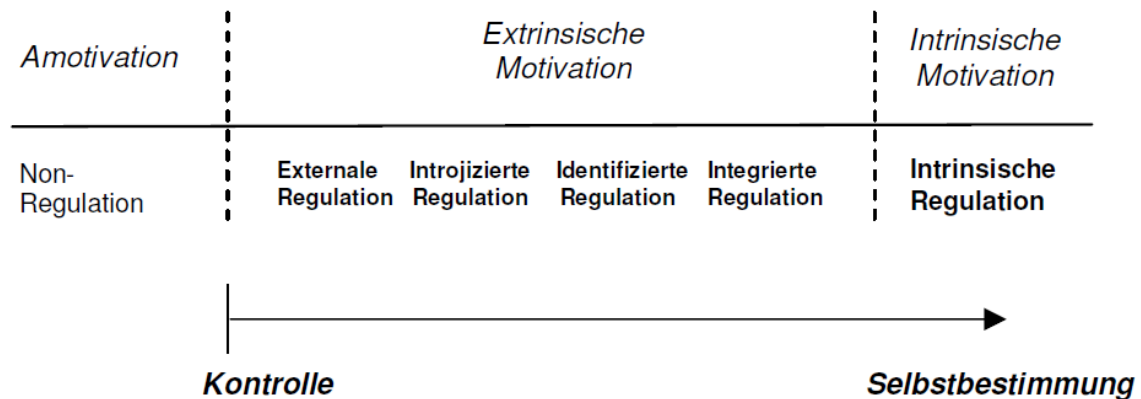 Amotivation
Extrinsische
Motivation
Intrinsische
Motivation
Non-
Regulation
Externale
Regulation
Introjizierte
Regulation
Identifizierte
Regulation
Integrierte
Regulation
Intrinsische
Regulation
Kontrolle
Selbstbestimmung